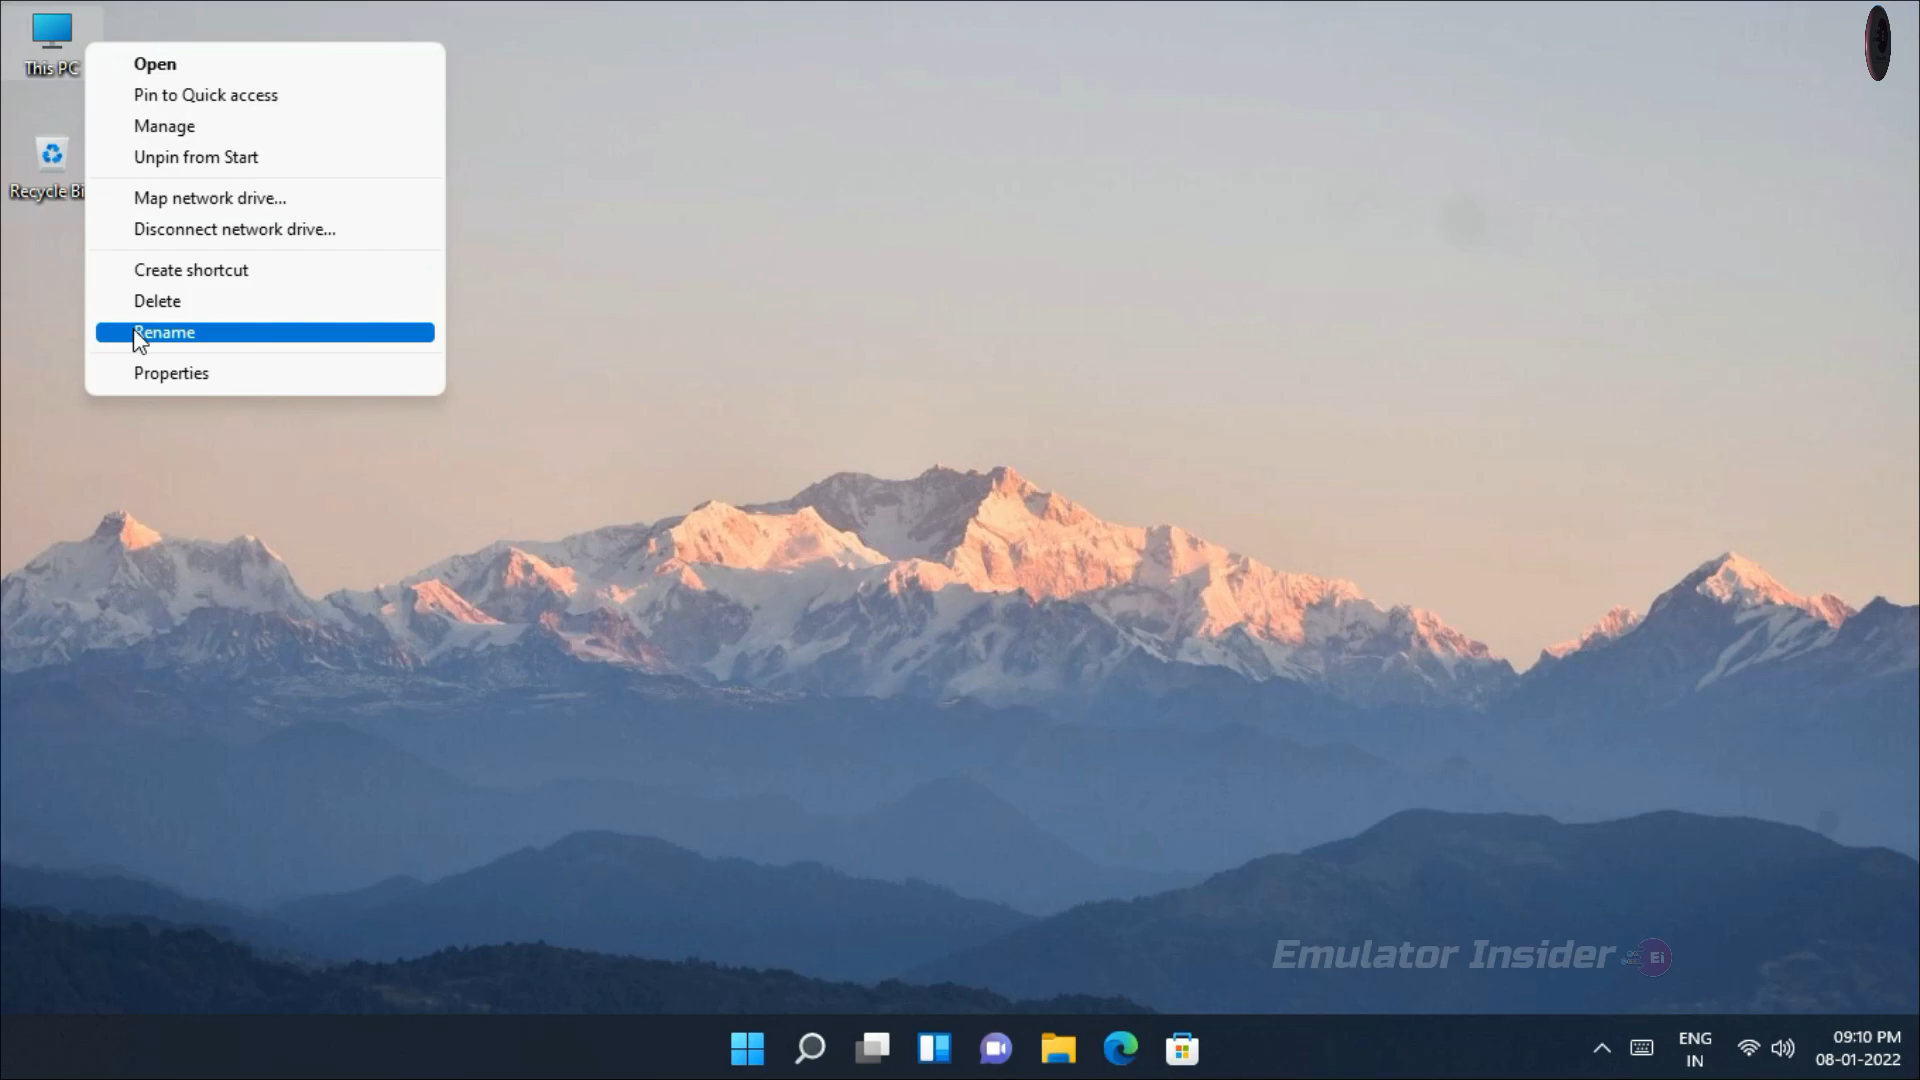 This PC
Recycle Bi
Open
Pin to Quick access
Manage
Unpin from Start
Map network drive...
Disconnect network drive...
Create shortcut
Delete
Rename
Properties
Emulator Insider
Ei
ENG
IN
09:10 PM
08-01-2022